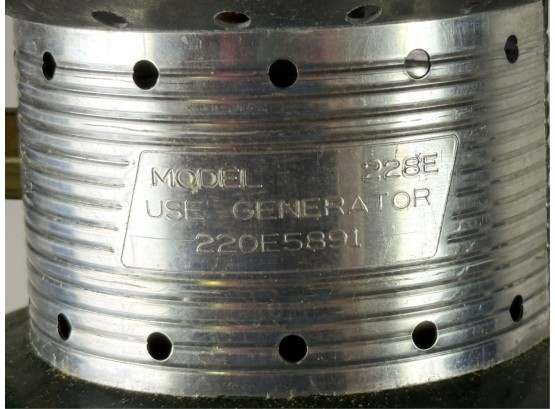 MODEL 228E
USE GENERATOR
220E5891